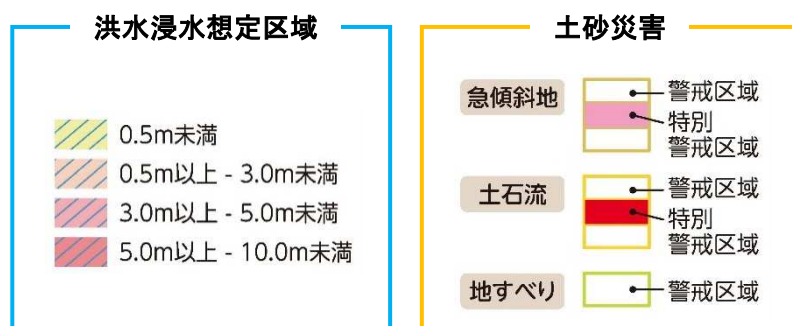 洪水浸水想定区域
0.5m未満
0.5m以上 - 3.0m未満
3.0m以上 - 5.0m未満
5.0m以上 - 10.0m未満
土砂災害
急傾斜地
警戒区域
特別
警戒区域
土石流
警戒区域
特別
警戒区域
地すべり
警戒区域